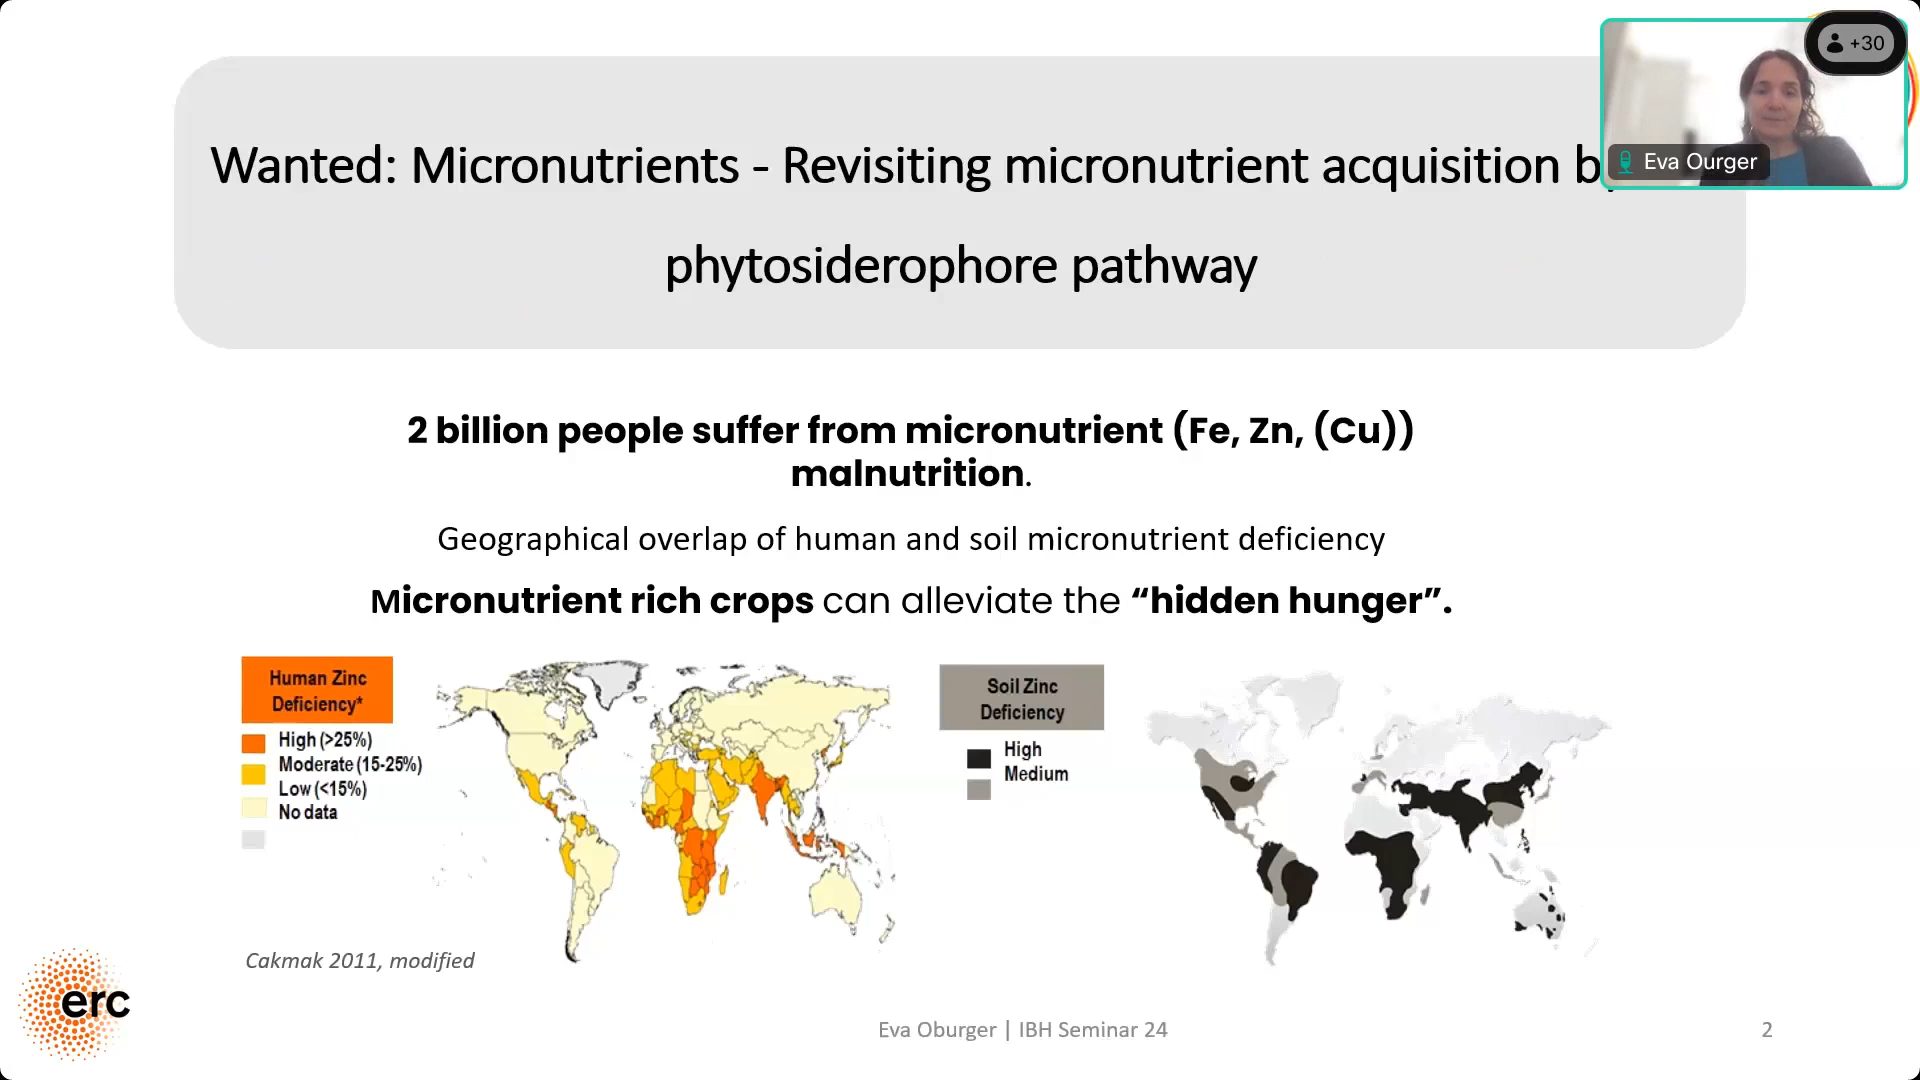 +30
Eva Ourger
Wanted: Micronutrients - Revisiting micronutrient acquisition
phytosiderophore pathway
2 billion people suffer from micronutrient (Fe, Zn, (Cu))
malnutrition.
Geographical overlap of human and soil micronutrient deficiency
Micronutrient rich crops can alleviate the “hidden hunger”.
Human Zinc
Deficiency*
High (>25%)
Moderate (15-25%)
Low (<15%)
No data
Soil Zinc
Deficiency
High
Medium
Cakmak 2011, modified
erc
Eva Oburger | IBH Seminar 24
2